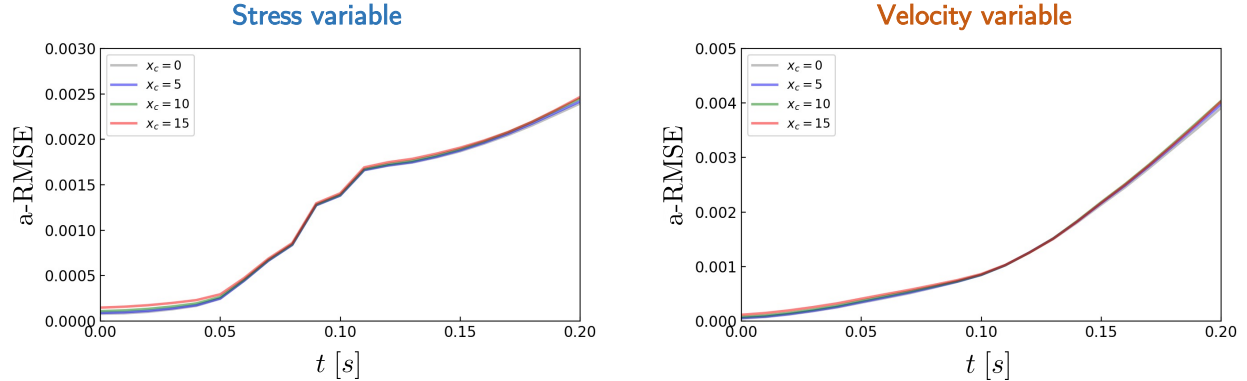 Stress variable
Velocity variable
0.0030
0.0025
0.0020
0.0015
0.0010
0.0005
0.0000
a-RMSE
x_c = 0
x_c = 5
x_c = 10
x_c = 15
0.00
0.05
0.10
0.15
0.20
t [s]
0.005
0.004
0.003
0.002
0.001
0.000
a-RMSE
x_c = 0
x_c = 5
x_c = 10
x_c = 15
0.00
0.05
0.10
0.15
0.20
t [s]